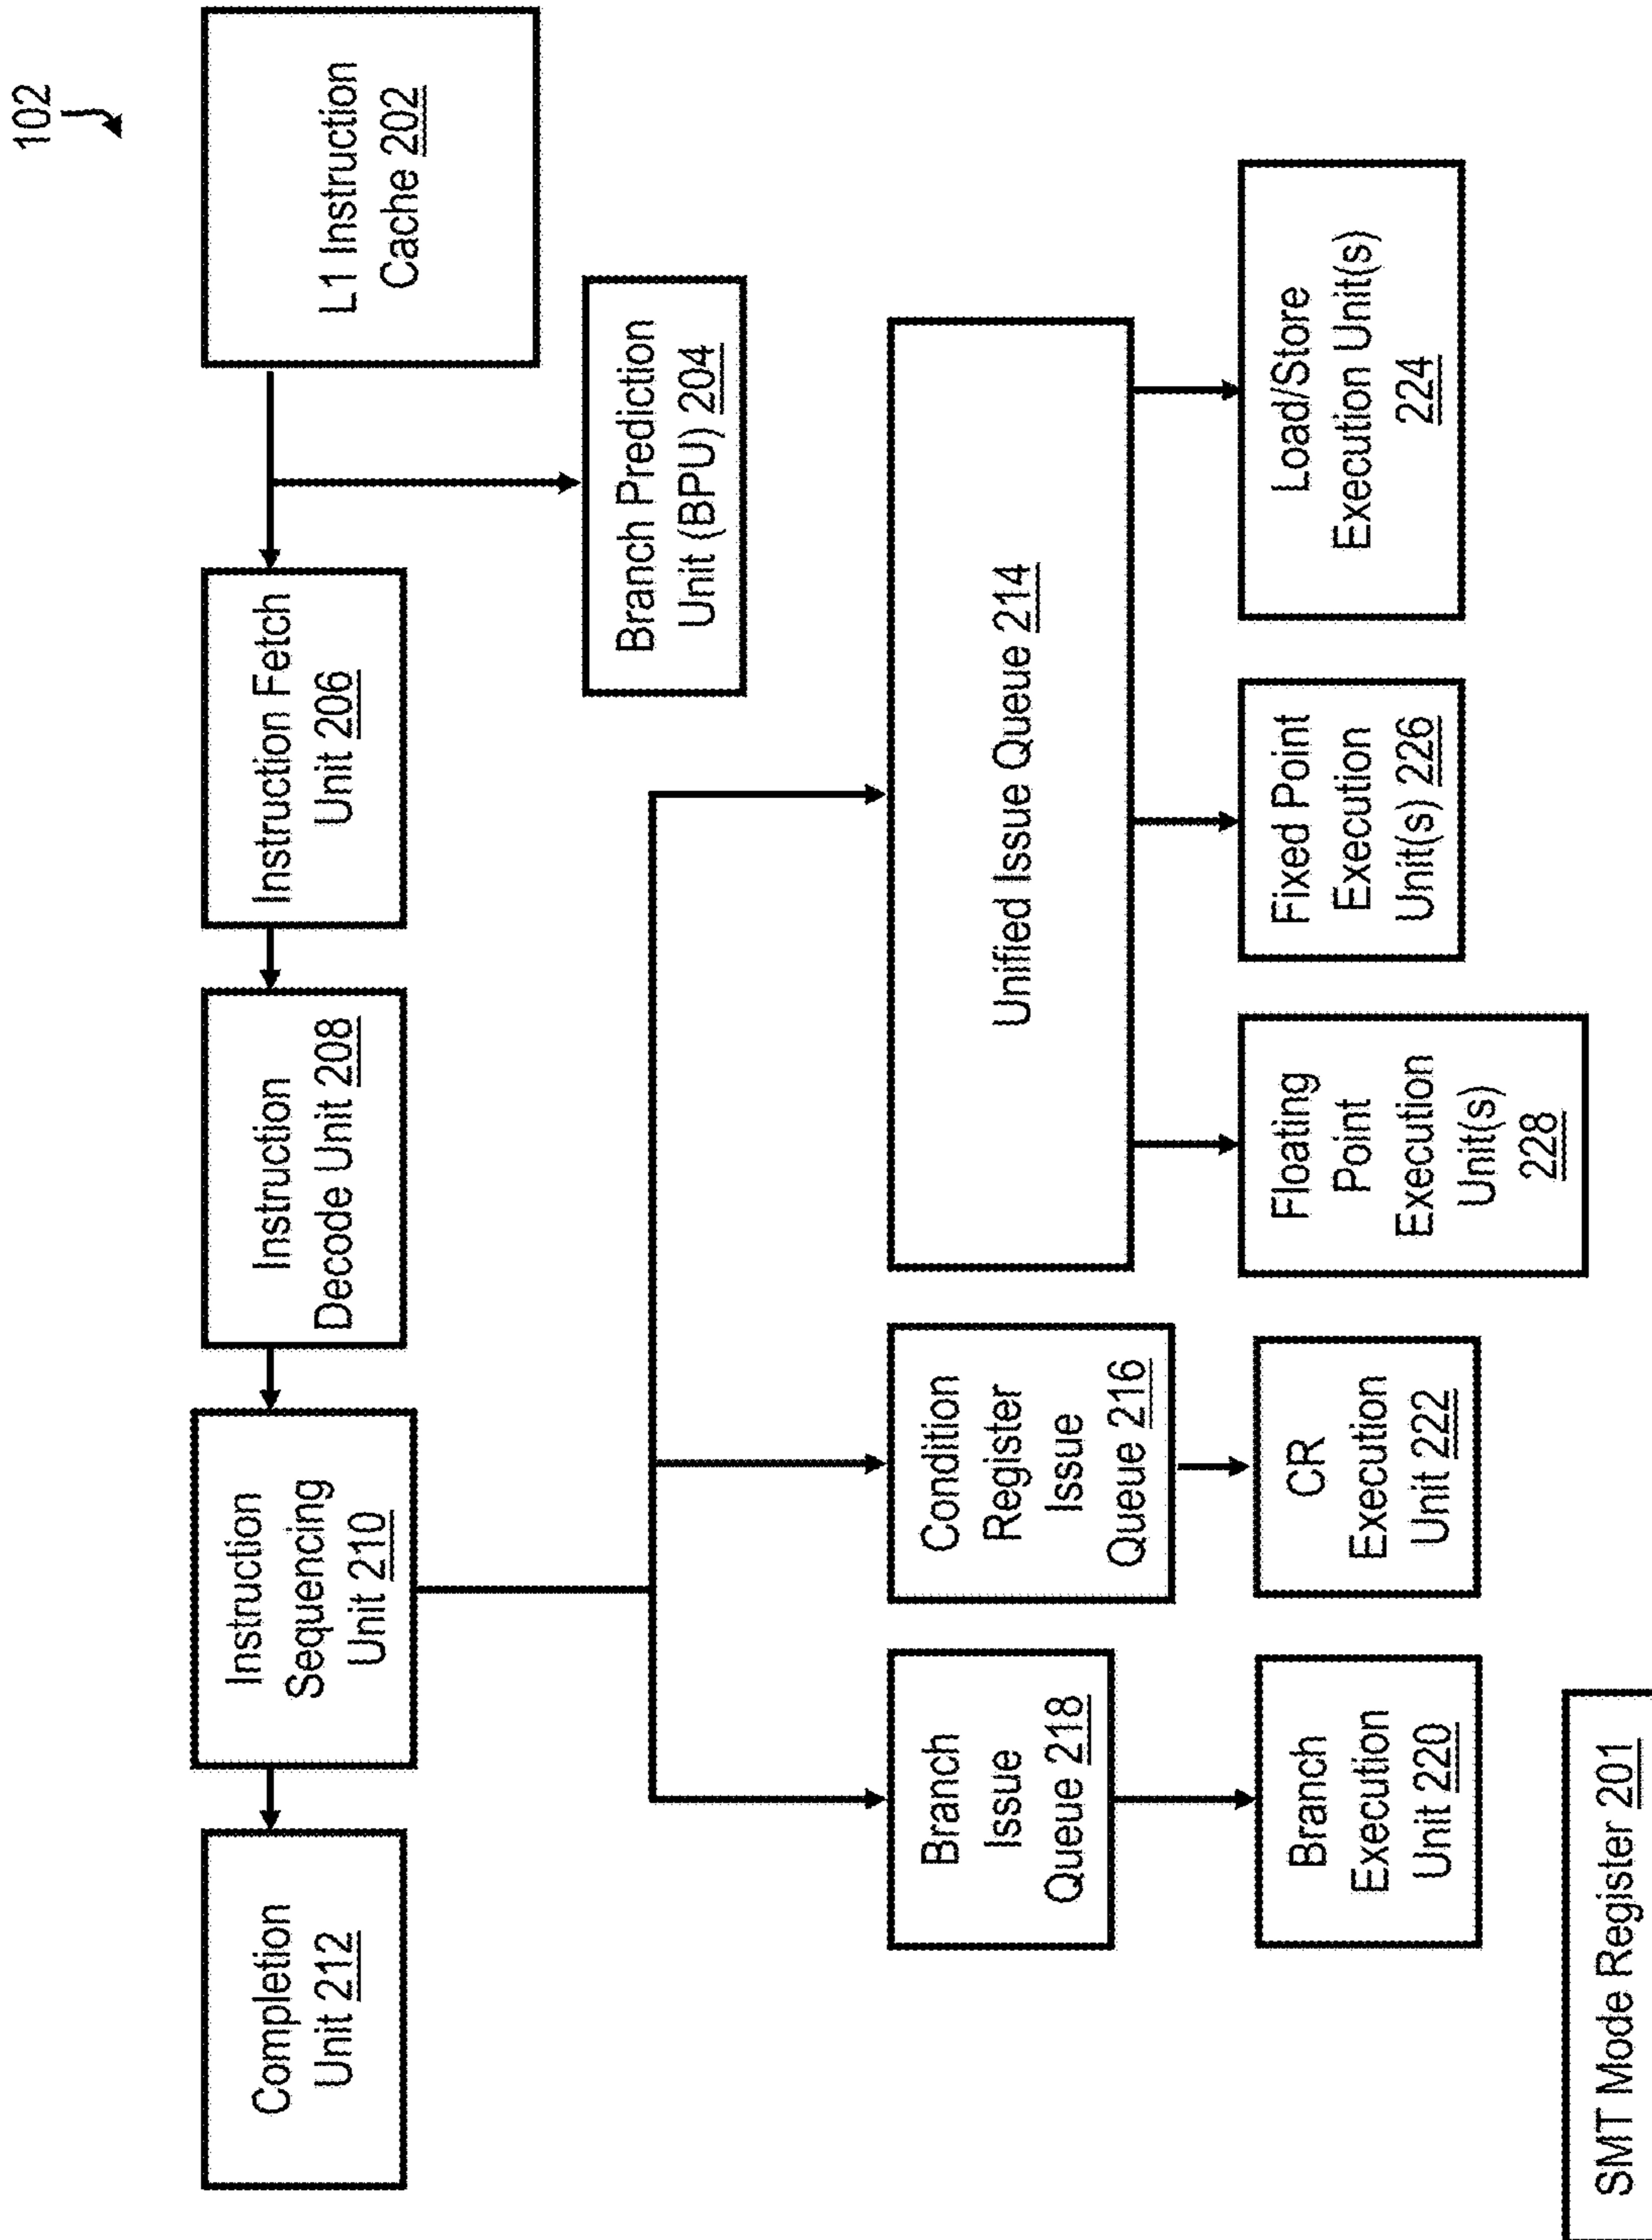 102
L1 Instruction
Cache 202
Branch Prediction
Unit (BPU) 204
Instruction Fetch
Unit 206
Instruction
Decode Unit 208
Instruction
Sequencing
Unit 210
Completion
Unit 212
Unified Issue Queue 214
Condition
Register
Issue
Queue 216
Branch
Issue
Queue 218
Load/Store
Execution Unit(s)
224
Fixed Point
Execution
Unit(s) 226
Floating
Point
Execution
Unit(s)
228
CR
Execution
Unit 222
Branch
Execution
Unit 220
SMT Mode Register 201